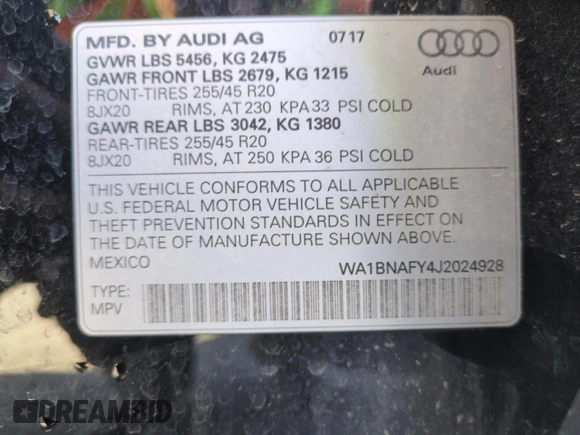 MFD. BY AUDI AG 0717
GVWR LBS 5456, KG 2475
GAWR FRONT LBS 2679, KG 1215
FRONT-TIRES 255/45 R20
8JX20 RIMS, AT 230 KPA 33 PSI COLD
GAWR REAR LBS 3042, KG 1380
REAR-TIRES 255/45 R20
8JX20 RIMS, AT 250 KPA 36 PSI COLD
Audi
THIS VEHICLE CONFORMS TO ALL APPLICABLE
U.S. FEDERAL MOTOR VEHICLE SAFETY AND
THEFT PREVENTION STANDARDS IN EFFECT ON
THE DATE OF MANUFACTURE SHOWN ABOVE.
MEXICO WA1BNAFY4J2024928
TYPE:
MPV
DREAMBID